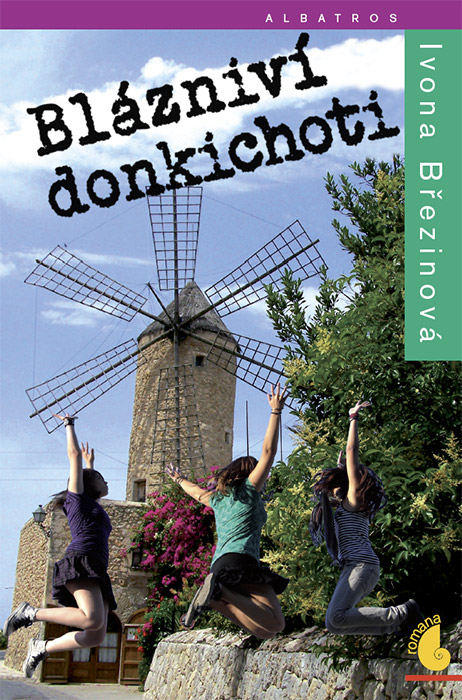 ALBATROS
Blázniví
donkichoti
Ivona Březinová
romana